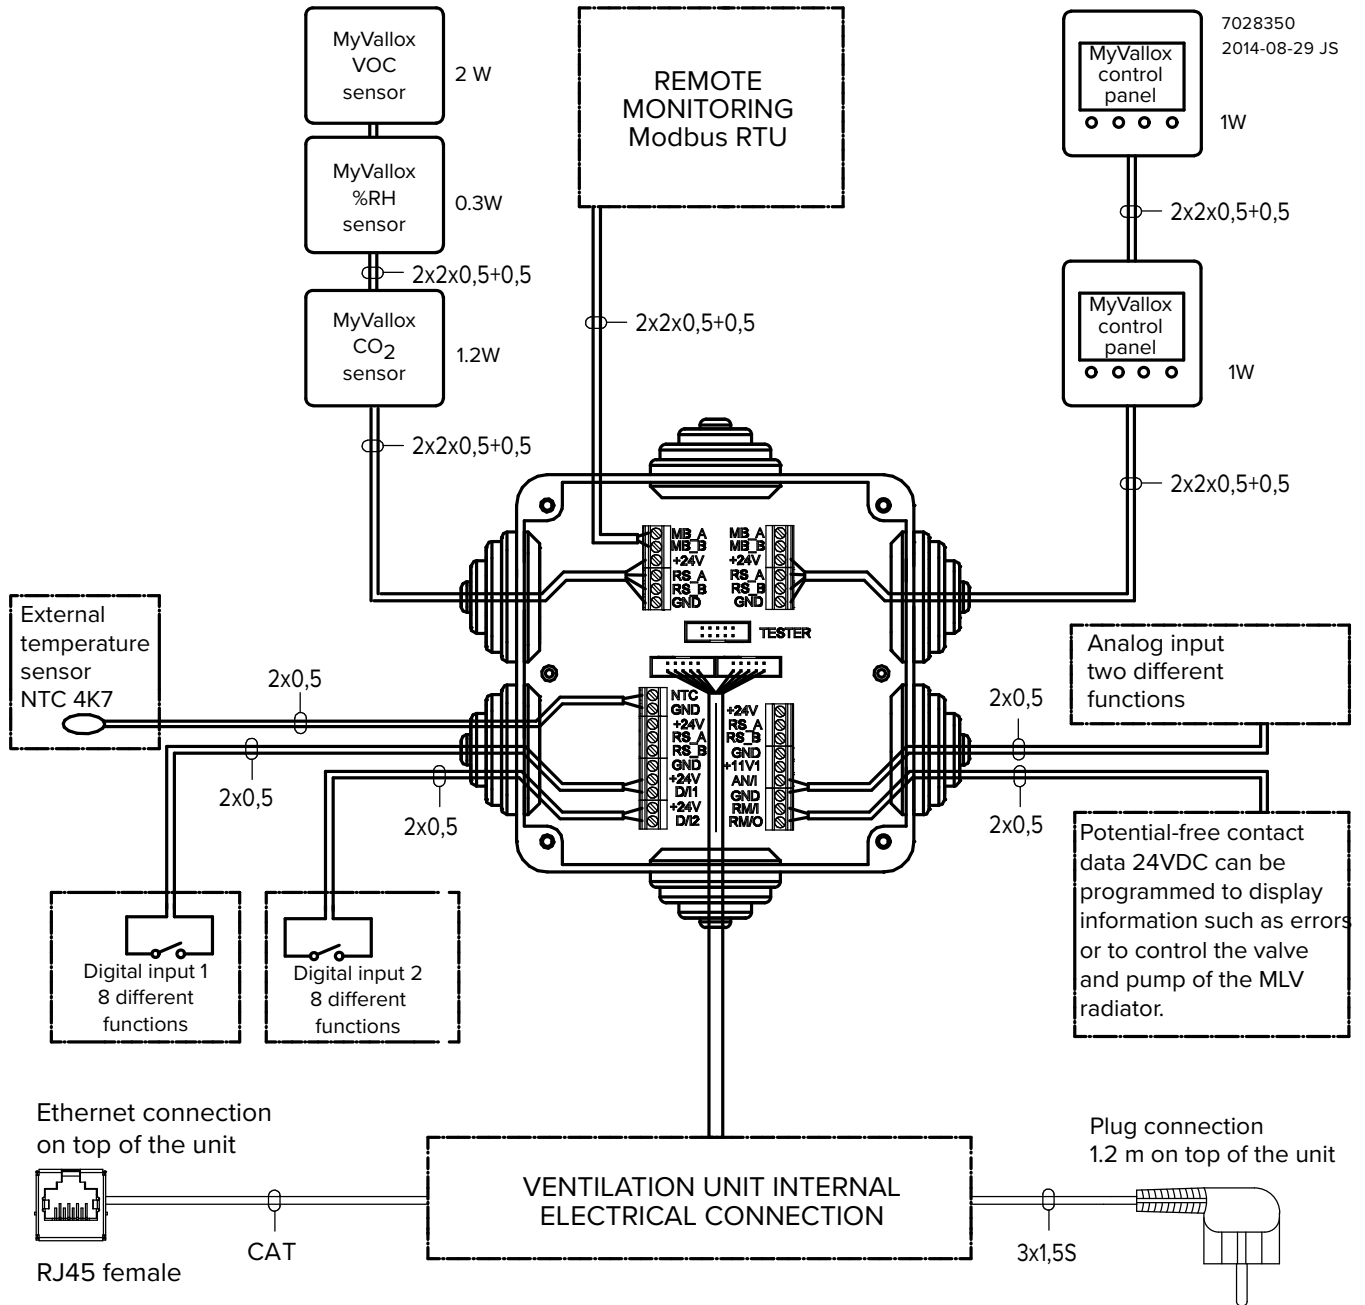 MyVallox
VOC
sensor
2 W
MyVallox
%RH
sensor
0.3W
2x2x0,5+0,5
MyVallox
CO2
sensor
1.2W
2x2x0,5+0,5
REMOTE
MONITORING
Modbus RTU
2x2x0,5+0,5
7028350
2014-08-29 JS
MyVallox
control
panel
1W
2x2x0,5+0,5
MyVallox
control
panel
1W
2x2x0,5+0,5
MB_A
MB_B
+24V
RS_A
RS_B
GND
MB_A
MB_B
+24V
RS_A
RS_B
GND
TESTER
NTC
GND
+24V
RS_A
RS_B
GND
+24V
D/I1
+24V
D/I2
+24V
RS_A
RS_B
GND
+11V1
AN/I
GND
RM/I
RM/O
External
temperature
sensor
NTC 4K7
2x0,5
2x0,5
2x0,5
Digital input 1
8 different
functions
Digital input 2
8 different
functions
Analog input
two different
functions
2x0,5
2x0,5
Potential-free contact
data 24VDC can be
programmed to display
information such as errors
or to control the valve
and pump of the MLV
radiator.
Ethernet connection
on top of the unit
RJ45 female
CAT
VENTILATION UNIT INTERNAL
ELECTRICAL CONNECTION
3x1,5S
Plug connection
1.2 m on top of the unit